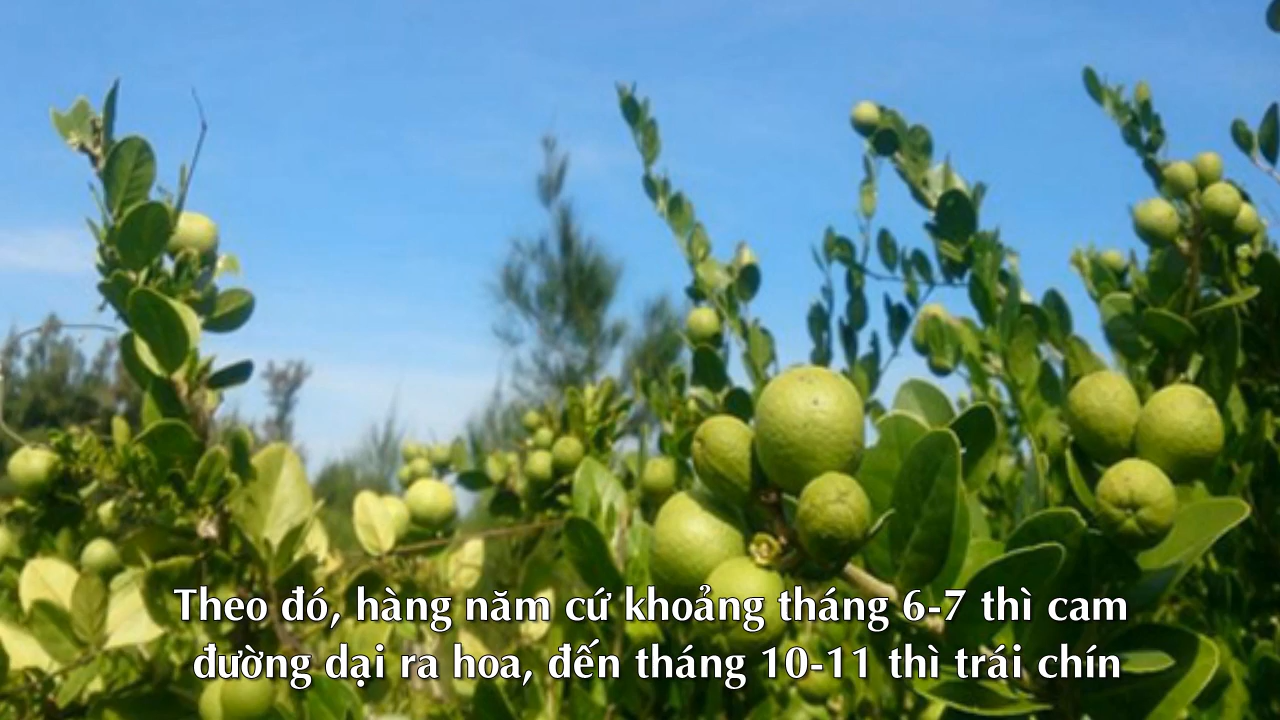 Theo đó, hàng năm cứ khoảng tháng 6-7 thì cam
đường dại ra hoa, đến tháng 10-11 thì trái chín